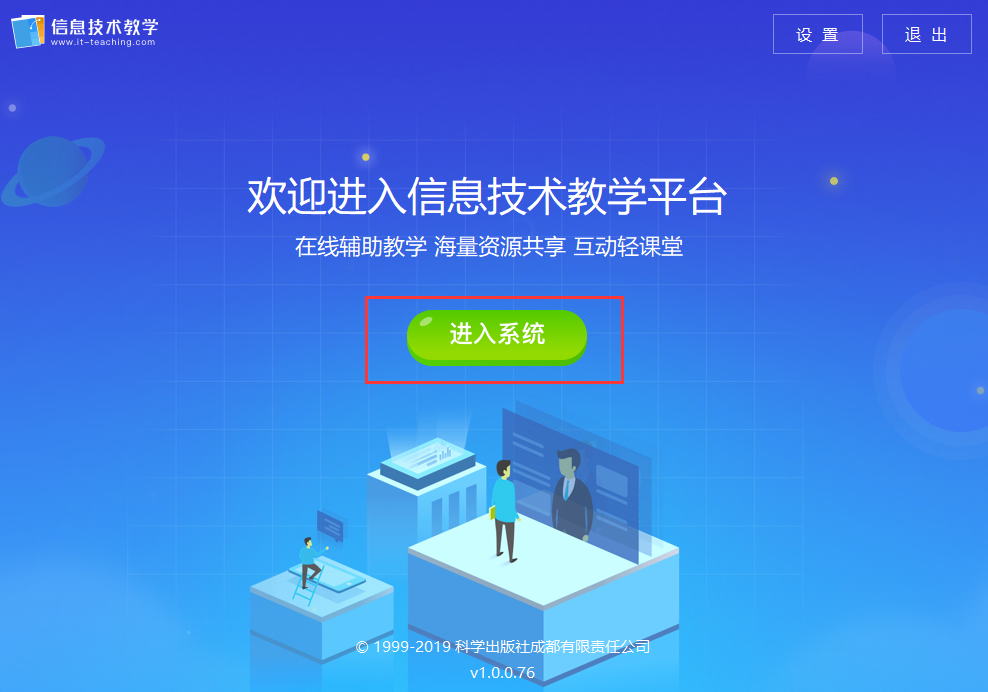 信息技术教学
www.it-teaching.com
设 置
退 出
欢迎进入信息技术教学平台
在线辅助教学 海量资源共享 互动轻课堂
进入系统
© 1999-2019 科学出版社成都有限责任公司
v1.0.0.76